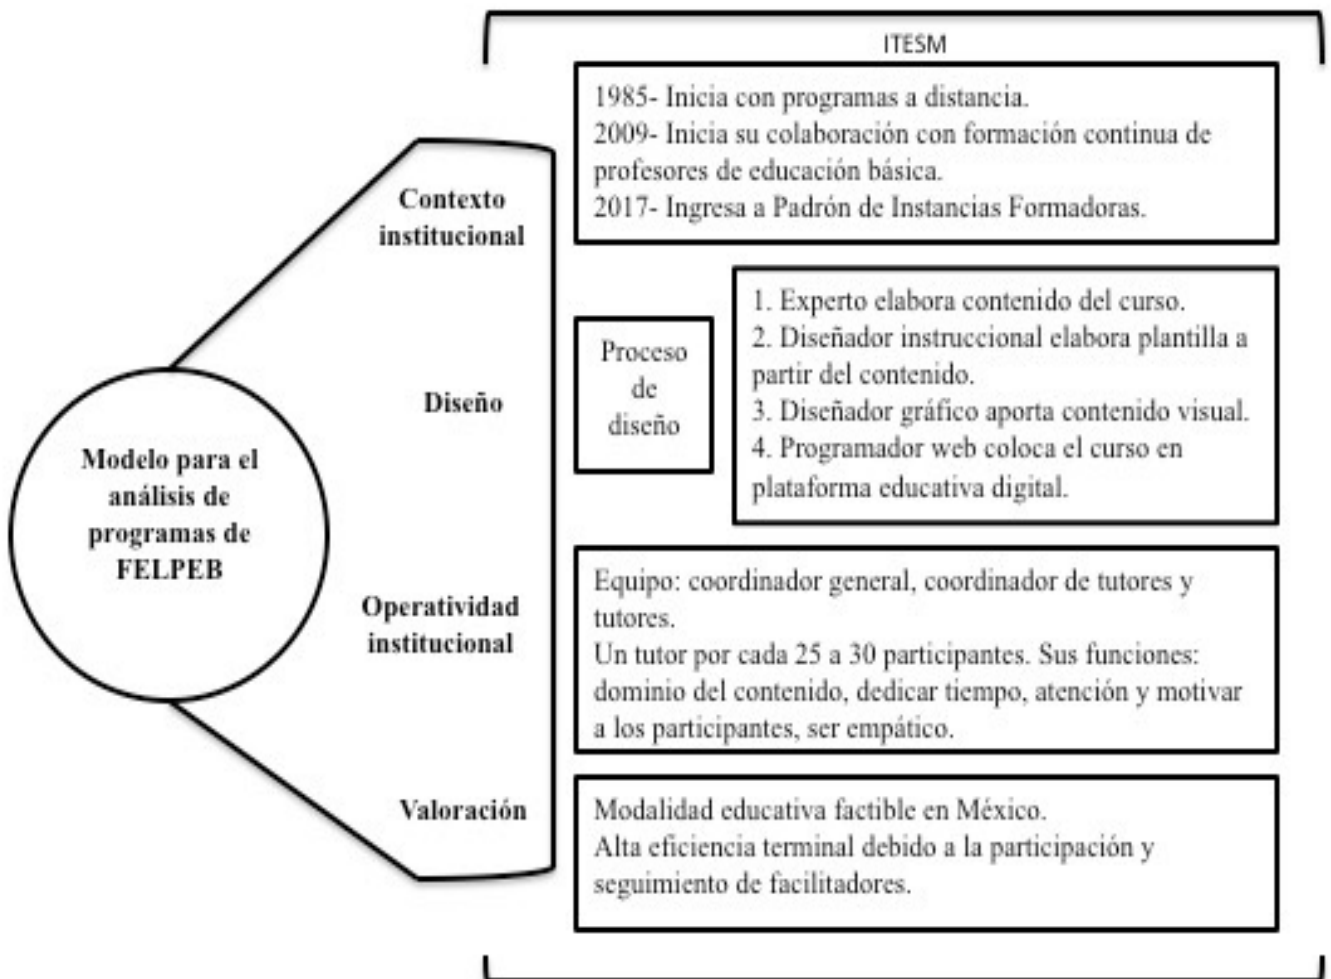 ITESM
1985- Inicia con programas a distancia.
2009- Inicia su colaboración con formación continua de
profesores de educación básica.
2017- Ingresa a Padrón de Instancias Formadoras.
Contexto
institucional
1. Experto elabora contenido del curso.
2. Diseñador instruccional elabora plantilla a
partir del contenido.
3. Diseñador gráfico aporta contenido visual.
4. Programador web coloca el curso en
plataforma educativa digital.
Proceso
de
diseño
Diseño
Modelo para el
análisis de
programas de
FELPEB
Operatividad
institucional
Equipo: coordinador general, coordinador de tutores y
tutores.
Un tutor por cada 25 a 30 participantes. Sus funciones:
dominio del contenido, dedicar tiempo, atención y motivar
a los participantes, ser empático.
Valoración
Modalidad educativa factible en México.
Alta eficiencia terminal debido a la participación y
seguimiento de facilitadores.